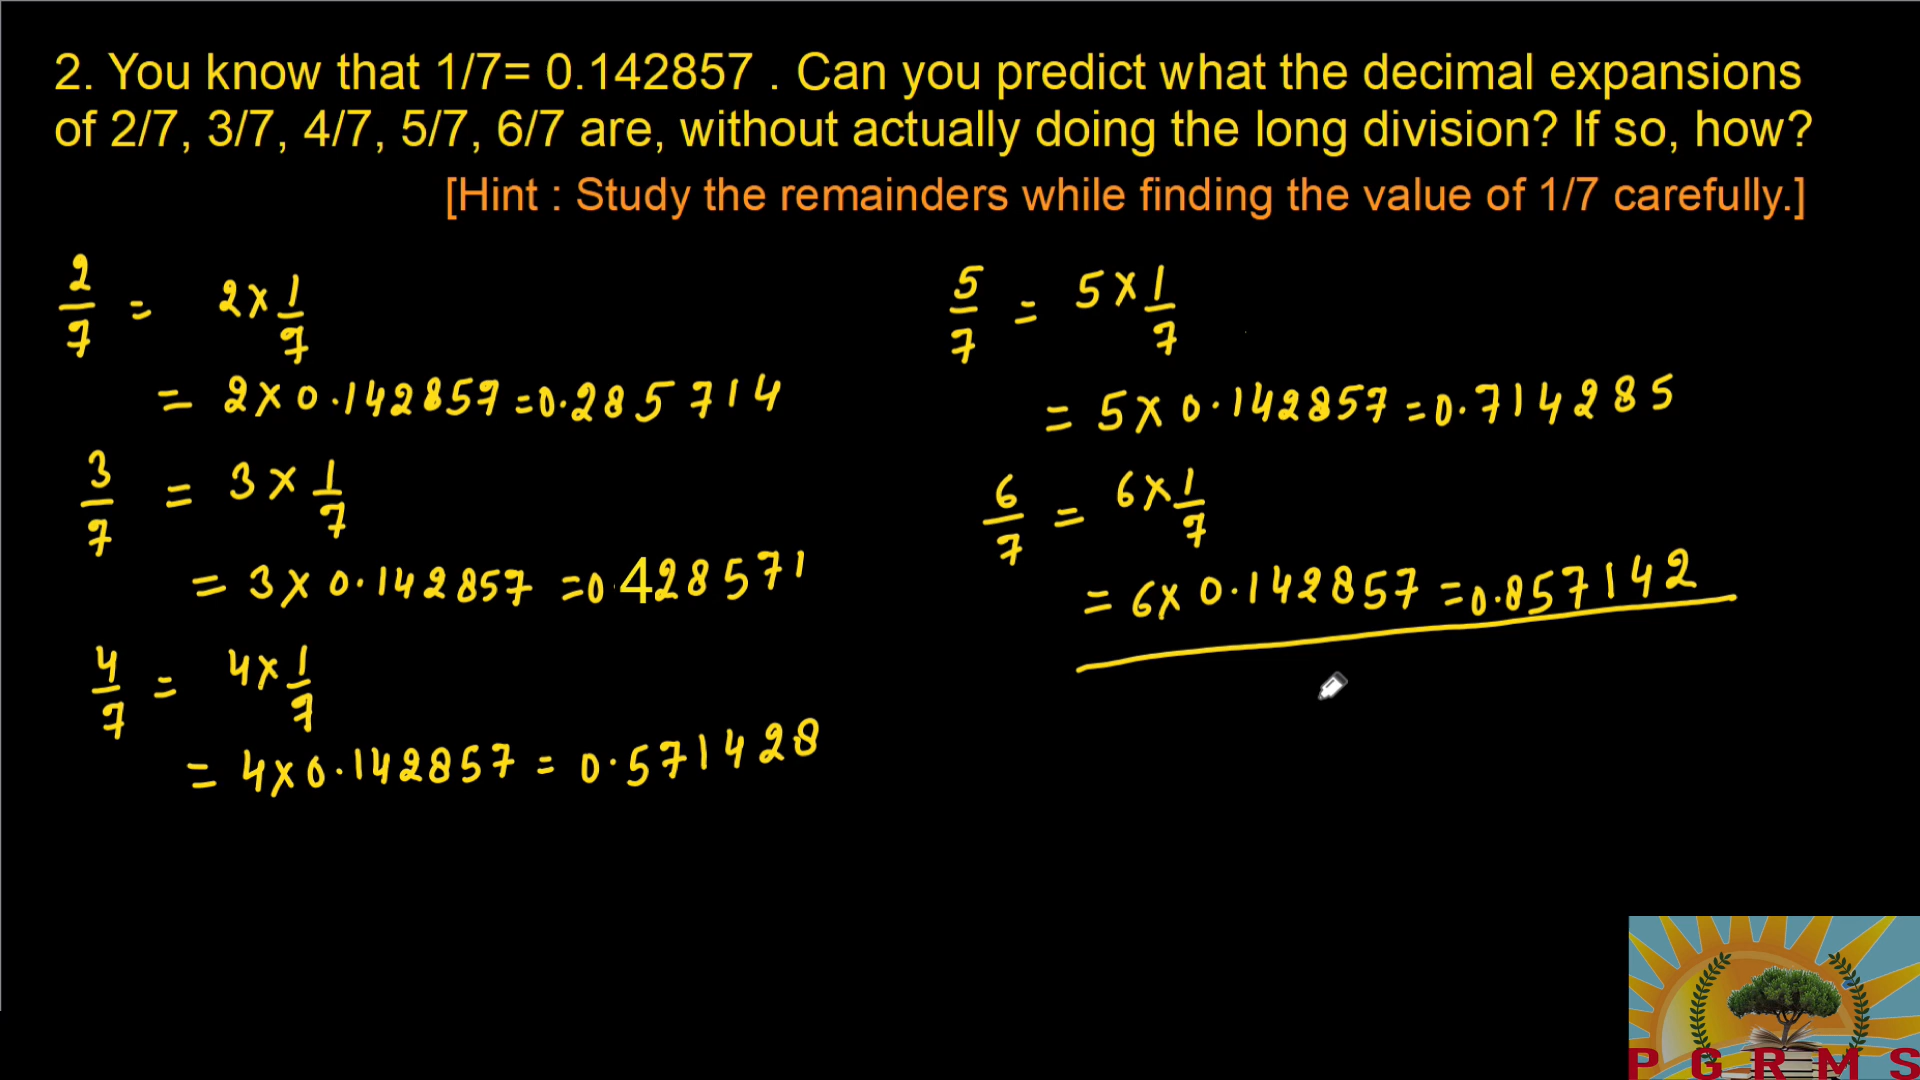 2. You know that 1/7= 0.142857 . Can you predict what the decimal expansions
of 2/7, 3/7, 4/7, 5/7, 6/7 are, without actually doing the long division? If so, how?
[Hint : Study the remainders while finding the value of 1/7 carefully.]
2/7 = 2 × 1/7
= 2 × 0.142857 = 0.285714
3/7 = 3 × 1/7
= 3 × 0.142857 = 0.428571
4/7 = 4 × 1/7
= 4 × 0.142857 = 0.571428
5/7 = 5 × 1/7
= 5 × 0.142857 = 0.714285
6/7 = 6 × 1/7
= 6 × 0.142857 = 0.857142
P G R M S